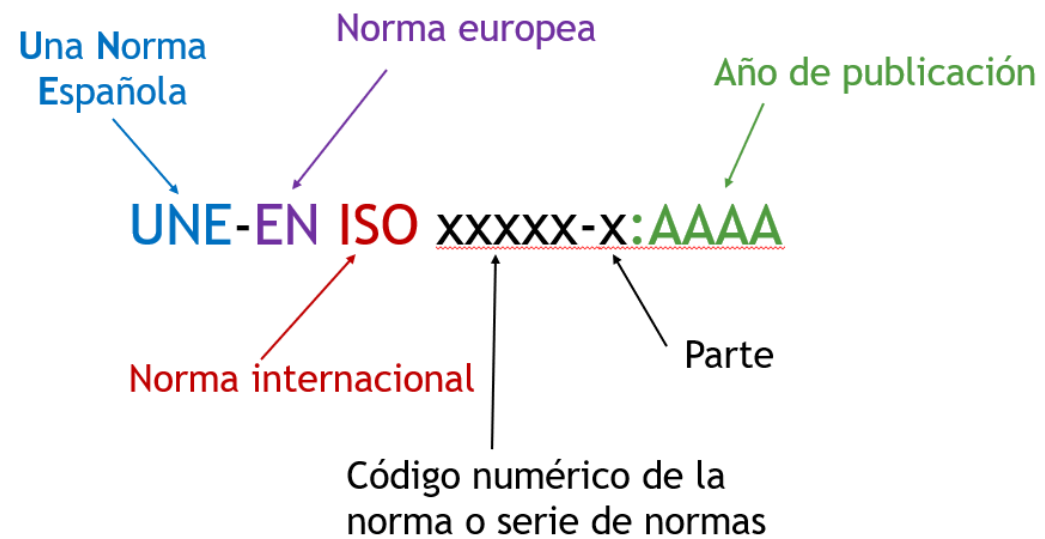 Norma europea
Una Norma
Española
Año de publicación
UNE-EN ISO xxxxx-x:AAAA
Parte
Norma internacional
Código numérico de la
norma o serie de normas